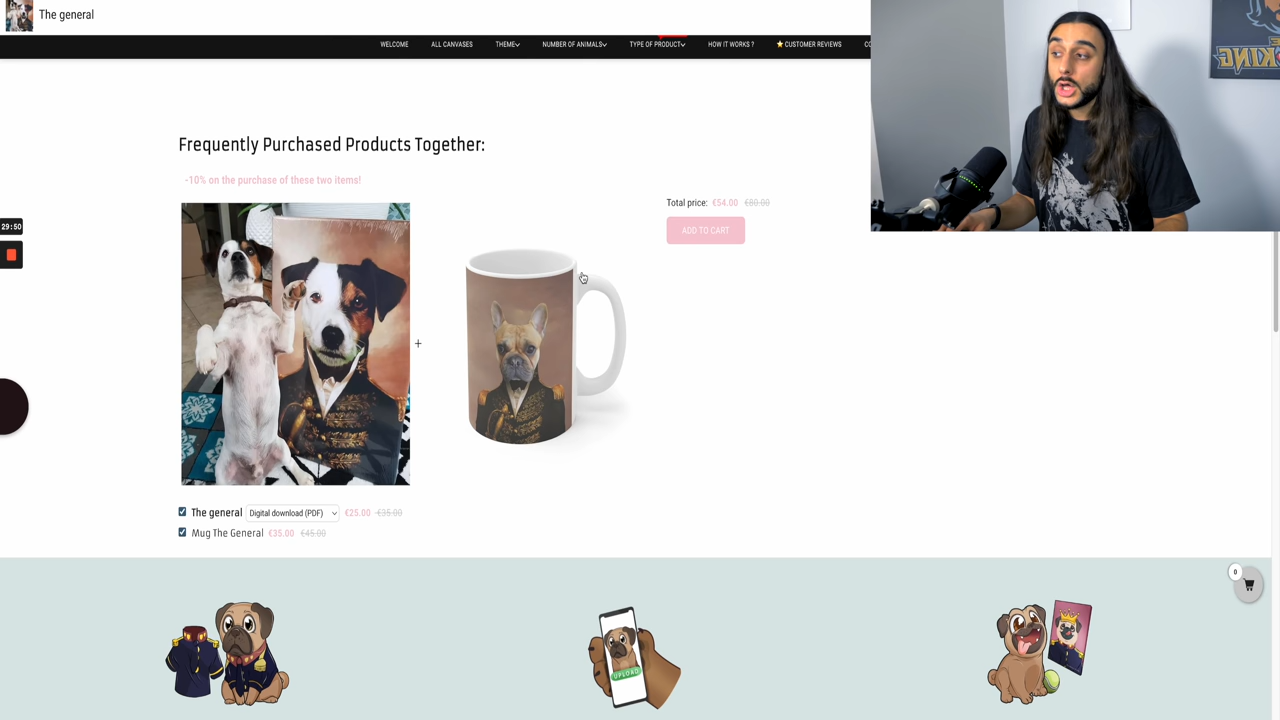 The general
WELCOME ALL CANVASES THEME NUMBER OF ANIMALS TYPE OF PRODUCT HOW IT WORKS ? ⭐ CUSTOMER REVIEWS
Frequently Purchased Products Together:
-10% on the purchase of these two items!
Total price: €54.00 €80.00
ADD TO CART
29:50
+
The general Digital download (PDF) €25.00 €35.00
Mug The General €35.00 €45.00
0
UPLOAD